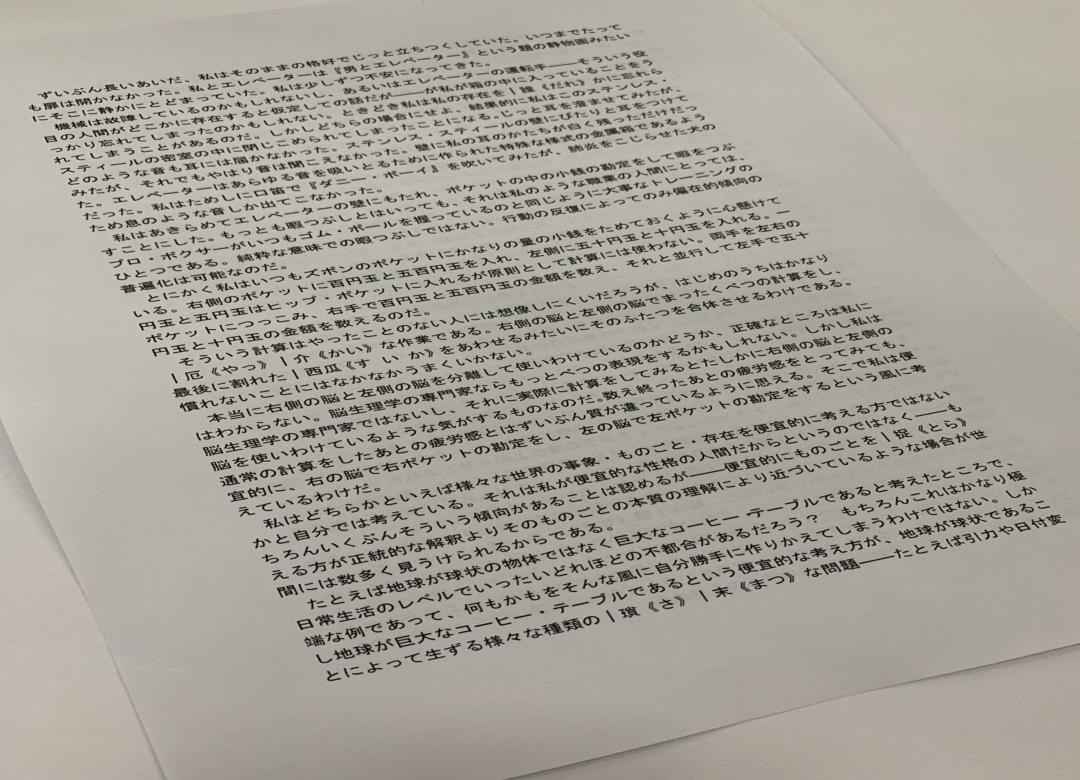 ずいぶん長いあいだ、私はそのままの格好でじっと立ちつくしていた。いつまでたって
も扉は開かなかった。私とエレベーターは『男とエレベーター』という題の静物画みたい
にそこに静かにとどまっていた。私は少しずつ不安になってきた。
機械は故障しているのかもしれないし、あるいはエレベーターの運転手――そういう役
目の人間がどこかに存在すると仮定しての話だが――が私が箱の中に入っていることをう
っかり忘れてしまったのかもしれない。ときどき私は私の存在を|誰《だれ》かに忘れら
れてしまうことがあるのだ。しかしどちらの場合にせよ、結果的に私はこのステンレス・
スティールの密室の中に閉じこめられてしまったことになる。じっと耳を澄ませてみたが、
どのような音も耳には届かなかった。ステンレス・スティールの壁にぴたりと耳をつけて
みたが、それでもやはり音は聞こえなかった。壁に私の耳のかたちが白く残っただけだっ
た。エレベーターはあらゆる音を吸いとるために作られた特殊な様式の金属箱であるよう
だった。私はためしに口笛で『ダニー・ボーイ』を吹いてみたが、肺炎をこじらせた犬の
ため息のような音しか出てこなかった。
私はあきらめてエレベーターの壁にもたれ、ポケットの中の小銭の勘定をして暇をつぶ
すことにした。もっとも暇つぶしとはいっても、それは私のような職業の人間にとっては、
プロ・ボクサーがいつもゴム・ボールを握っているのと同じように大事なトレーニングの
ひとつである。純粋な意味での暇つぶしではない。行動の反復によってのみ偏在的傾向の
普遍化は可能なのだ。
とにかく私はいつもズボンのポケットにかなりの量の小銭をためておくように心懸けて
いる。右側のポケットに百円玉と五百円玉を入れ、左側に五十円玉と十円玉を入れる。一
円玉と五円玉はヒップ・ポケットに入れるが原則として計算には使わない。両手を左右の
ポケットにつっこみ、右手で百円玉と五百円玉の金額を数え、それと並行して左手で五十
円玉と十円玉の金額を数えるのだ。
そういう計算はやったことのない人には想像しにくいだろうが、はじめのうちはかなり
|厄《やっ》|介《かい》な作業である。右側の脳と左側の脳でまったくべつの計算をし、
最後に割れた|西瓜《す い か》をあわせるみたいにそのふたつを合体させるわけである。
慣れないことにはなかなかうまくいかない。
本当に右側の脳と左側の脳を分離して使いわけているのかどうか、正確なところは私に
はわからない。脳生理学の専門家ならもっとべつの表現をするかもしれない。しかし私は
脳生理学の専門家ではないし、それに実際に計算をしてみるとたしかに右側の脳と左側の
脳を使いわけているような気がするものなのだ。数え終ったあとの疲労感をとってみても、
通常の計算をしたあとの疲労感とはずいぶん質が違っているように思える。そこで私は便
宜的に、右の脳で右ポケットの勘定をし、左の脳で左ポケットの勘定をするという風に考
えているわけだ。
私はどちらかといえば様々な世界の事象・ものごと・存在を便宜的に考える方ではない
かと自分では考えている。それは私が便宜的な性格の人間だからというのではなく――も
ちろんいくぶんそういう傾向があることは認めるが――便宜的にものごとを|捉《とら》
える方が正統的な解釈よりそのものごとの本質の理解により近づいているような場合が世
間には数多く見うけられるからである。
たとえば地球が球状の物体ではなく巨大なコーヒー・テーブルであると考えたところで、
日常生活のレベルでいったいどれほどの不都合があるだろう？　もちろんこれはかなり極
端な例であって、何もかもをそんな風に自分勝手に作りかえてしまうわけではない。しか
し地球が巨大なコーヒー・テーブルであるという便宜的な考え方が、地球が球状であるこ
とによって生ずる様々な種類の|瑣《さ》|末《まつ》な問題――たとえば引力や日付変